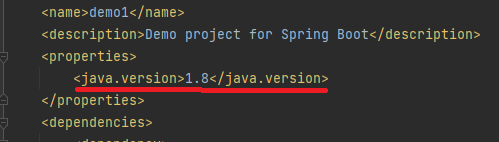 <name>demo1</name>
<description>Demo project for Spring Boot</description>
<properties>
<java.version>1.8</java.version>
</properties>
<dependencies>